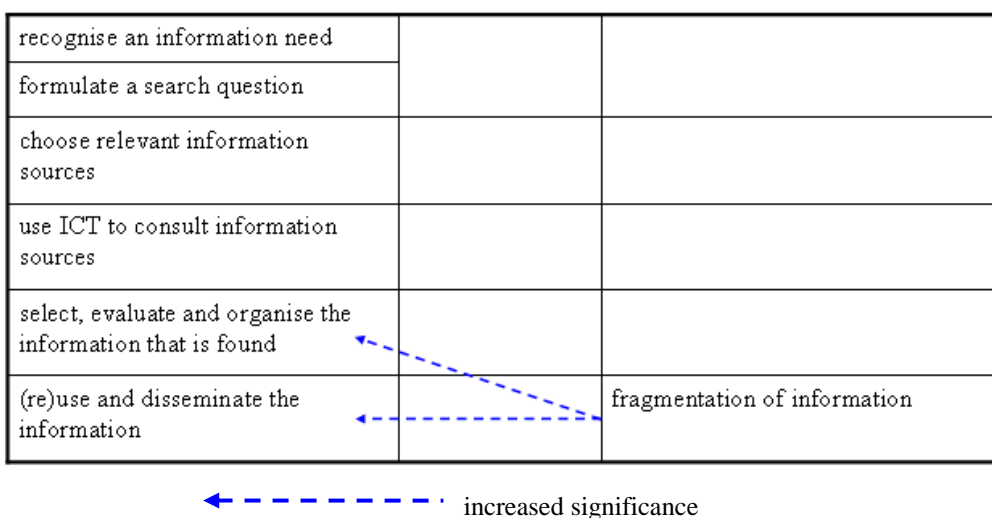 recognise an information need
formulate a search question
choose relevant information
sources
use ICT to consult information
sources
select, evaluate and organise the
information that is found
(re)use and disseminate the
information
fragmentation of information
increased significance